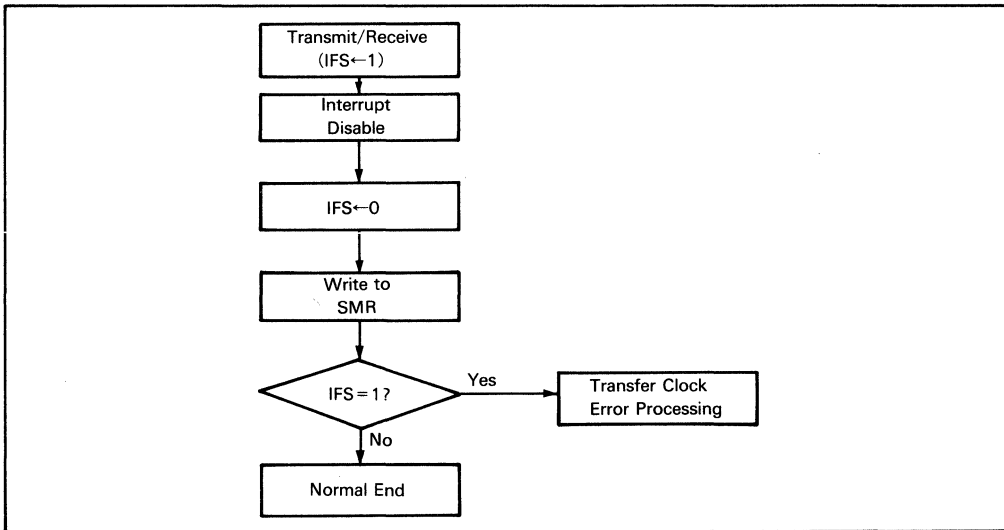 Transmit/Receive
(IFS←1)
Interrupt
Disable
IFS←0
Write to
SMR
IFS=1?
Yes
Transfer Clock
Error Processing
No
Normal End